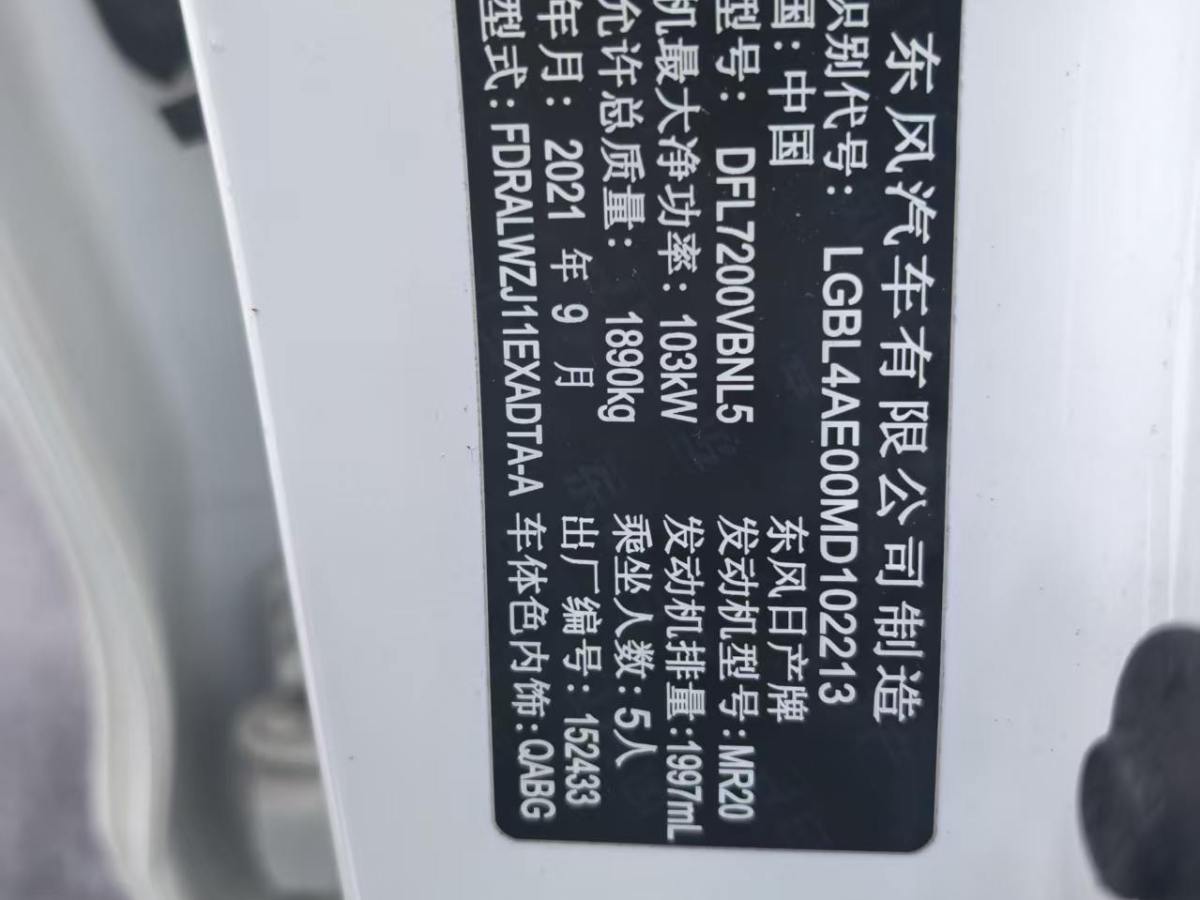 东风汽车有限公司制造
识别代号：LGBL4AE00MD102213
国：中国 东风日产牌
型号：DFL7200VBNL5 发动机型号：MR20
机最大净功率：103kW 发动机排量：1997mL
允许总质量：1890kg 乘坐人数：5人
年月：2021 年 9 月 出厂编号：152433
型式：FDRALWZJ11EXADTA-A 车体色内饰：QABG